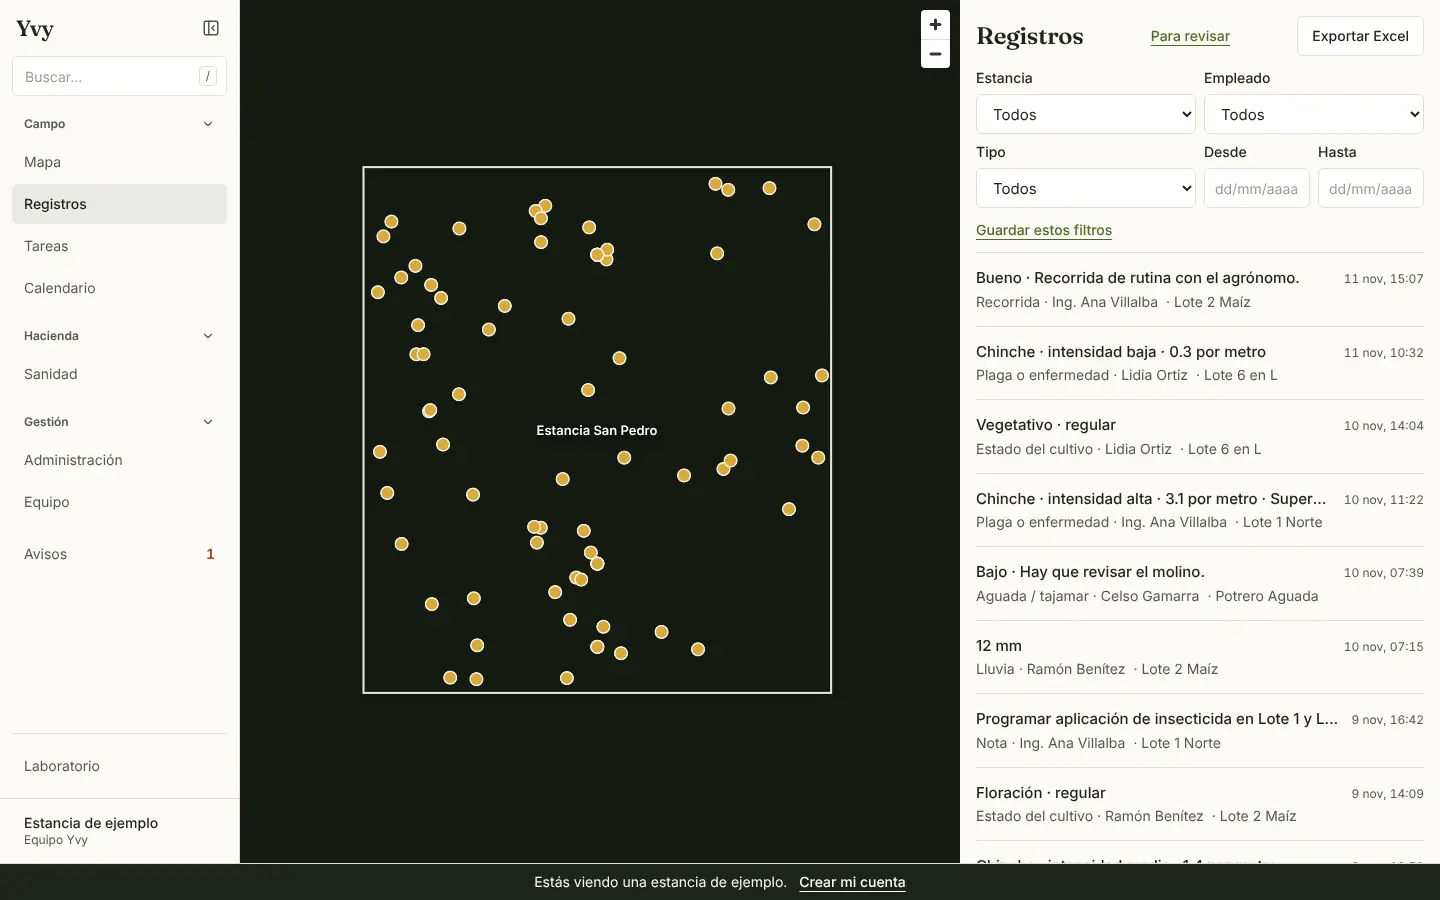 Yvy
Buscar...
/
Campo
Mapa
Registros
Tareas
Calendario
Hacienda
Sanidad
Gestión
Administración
Equipo
Avisos 1
Laboratorio
Estancia de ejemplo
Equipo Yvy
+
−
Estancia San Pedro
Registros
Para revisar
Exportar Excel
Estancia Empleado
Todos Todos
Tipo Desde Hasta
Todos dd/mm/aaaa dd/mm/aaaa
Guardar estos filtros
Bueno · Recorrida de rutina con el agrónomo. 11 nov, 15:07
Recorrida · Ing. Ana Villalba · Lote 2 Maíz
Chinche · intensidad baja · 0.3 por metro 11 nov, 10:32
Plaga o enfermedad · Lidia Ortiz · Lote 6 en L
Vegetativo · regular 10 nov, 14:04
Estado del cultivo · Lidia Ortiz · Lote 6 en L
Chinche · intensidad alta · 3.1 por metro · Super... 10 nov, 11:22
Plaga o enfermedad · Ing. Ana Villalba · Lote 1 Norte
Bajo · Hay que revisar el molino. 10 nov, 07:39
Aguada / tajamar · Celso Gamarra · Potrero Aguada
12 mm 10 nov, 07:15
Lluvia · Ramón Benítez · Lote 2 Maíz
Programar aplicación de insecticida en Lote 1 y L... 9 nov, 16:42
Nota · Ing. Ana Villalba · Lote 1 Norte
Floración · regular 9 nov, 14:09
Estado del cultivo · Ramón Benítez · Lote 2 Maíz
Estás viendo una estancia de ejemplo. Crear mi cuenta